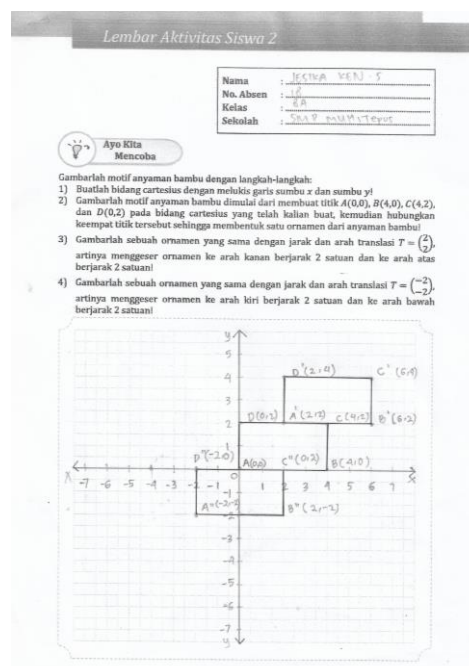 Lembar Aktivitas Siswa 2
Nama : JESIKA KEN . S
No. Absen : 18
Kelas : 8A
Sekolah : SMP
Ayo Kita
Mencoba
Gambarlah motif anyaman bambu dengan langkah-langkah:
1) Buatlah bidang cartesius dengan melukis garis sumbu x dan sumbu y!
2) Gambarlah motif anyaman bambu dimulai dari membuat titik A(0,0), B(4,0), C(4,2),
dan D(0,2) pada bidang cartesius yang telah kalian buat, kemudian hubungkan
keempat titik tersebut sehingga membentuk satu ornamen dari anyaman bambu!
3) Gambarlah sebuah ornamen yang sama dengan jarak dan arah translasi T = (2 2),
artinya menggeser ornamen ke arah kanan berjarak 2 satuan dan ke arah atas
berjarak 2 satuan!
4) Gambarlah sebuah ornamen yang sama dengan jarak dan arah translasi T = (-2 -2),
artinya menggeser ornamen ke arah kiri berjarak 2 satuan dan ke arah bawah
berjarak 2 satuan!
y
5
D'(2,4) C'(6,4)
4
3
D(0,2) A'(2,2) C(4,2) B'(6,2)
2
1
D"(-2,0) A(0,0) C"(0,2) B(4,0)
X -7 -6 -5 -4 -3 -2 -1 0 1 2 3 4 5 6 7 X
-1
A"(-2,-2) B"(2,-2)
-2
-3
-4
-5
-6
-7
y